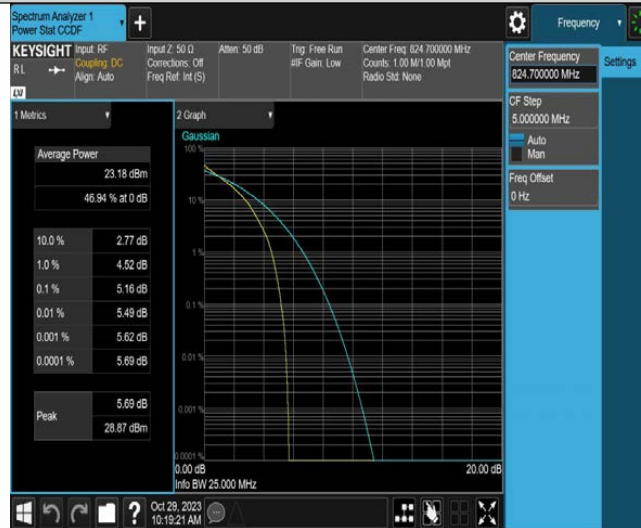 Spectrum Analyzer 1
Power Stat CCDF
+
Frequency
KEYSIGHT
RL
LXI
Input: RF
Coupling: DC
Align: Auto
Input Z: 50 Ω
Corrections: Off
Freq Ref: Int (S)
Atten: 50 dB
Trig: Free Run
#IF Gain: Low
Center Freq: 824.700000 MHz
Counts: 1.00 M/1.00 Mpt
Radio Std: None
Center Frequency
824.700000 MHz
Settings
CF Step
5.000000 MHz
Auto
Man
Freq Offset
0 Hz
1 Metrics
Average Power
23.18 dBm
46.94 % at 0 dB
10.0 % 2.77 dB
1.0 % 4.52 dB
0.1 % 5.16 dB
0.01 % 5.49 dB
0.001 % 5.62 dB
0.0001 % 5.69 dB
Peak
5.69 dB
28.87 dBm
2 Graph
Gaussian
100 %
10 %
1 %
0.1 %
0.01 %
0.001 %
0.0001 %
0.00 dB 20.00 dB
Info BW 25.000 MHz
?
Oct 29, 2023
10:19:21 AM